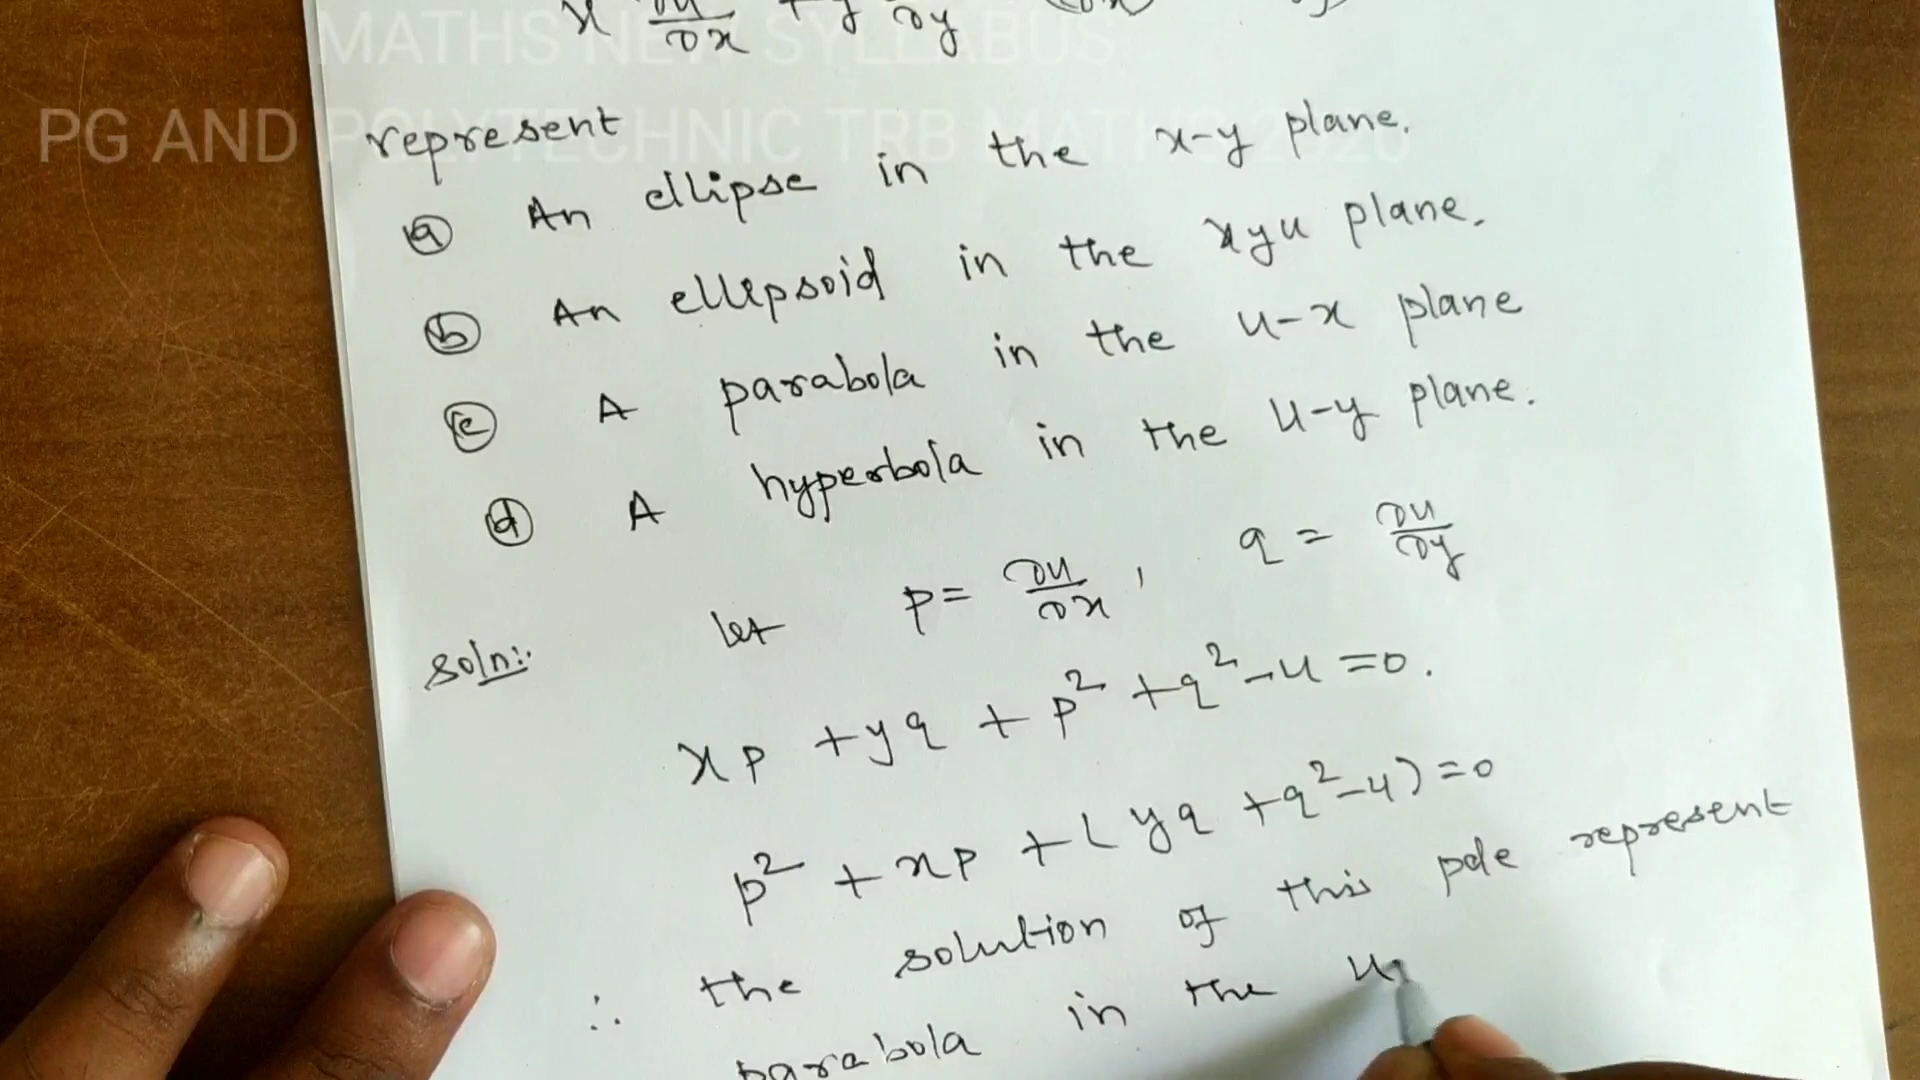 x ∂u/∂x + y ∂u/∂y
MATHS NEW SYLLABUS
PG AND POLYTECHNIC TRB MATHS 2020
represent
ⓐ An ellipse in the x-y plane.
ⓑ An ellipsoid in the xyu plane.
ⓒ A parabola in the u-x plane
ⓓ A hyperbola in the u-y plane.
soln:- let p = ∂u/∂x , q = ∂u/∂y
xp + yq + p² + q² - u = 0.
p² + xp + (yq + q² - u) = 0
∴ the solution of this pde represent
parabola in the u